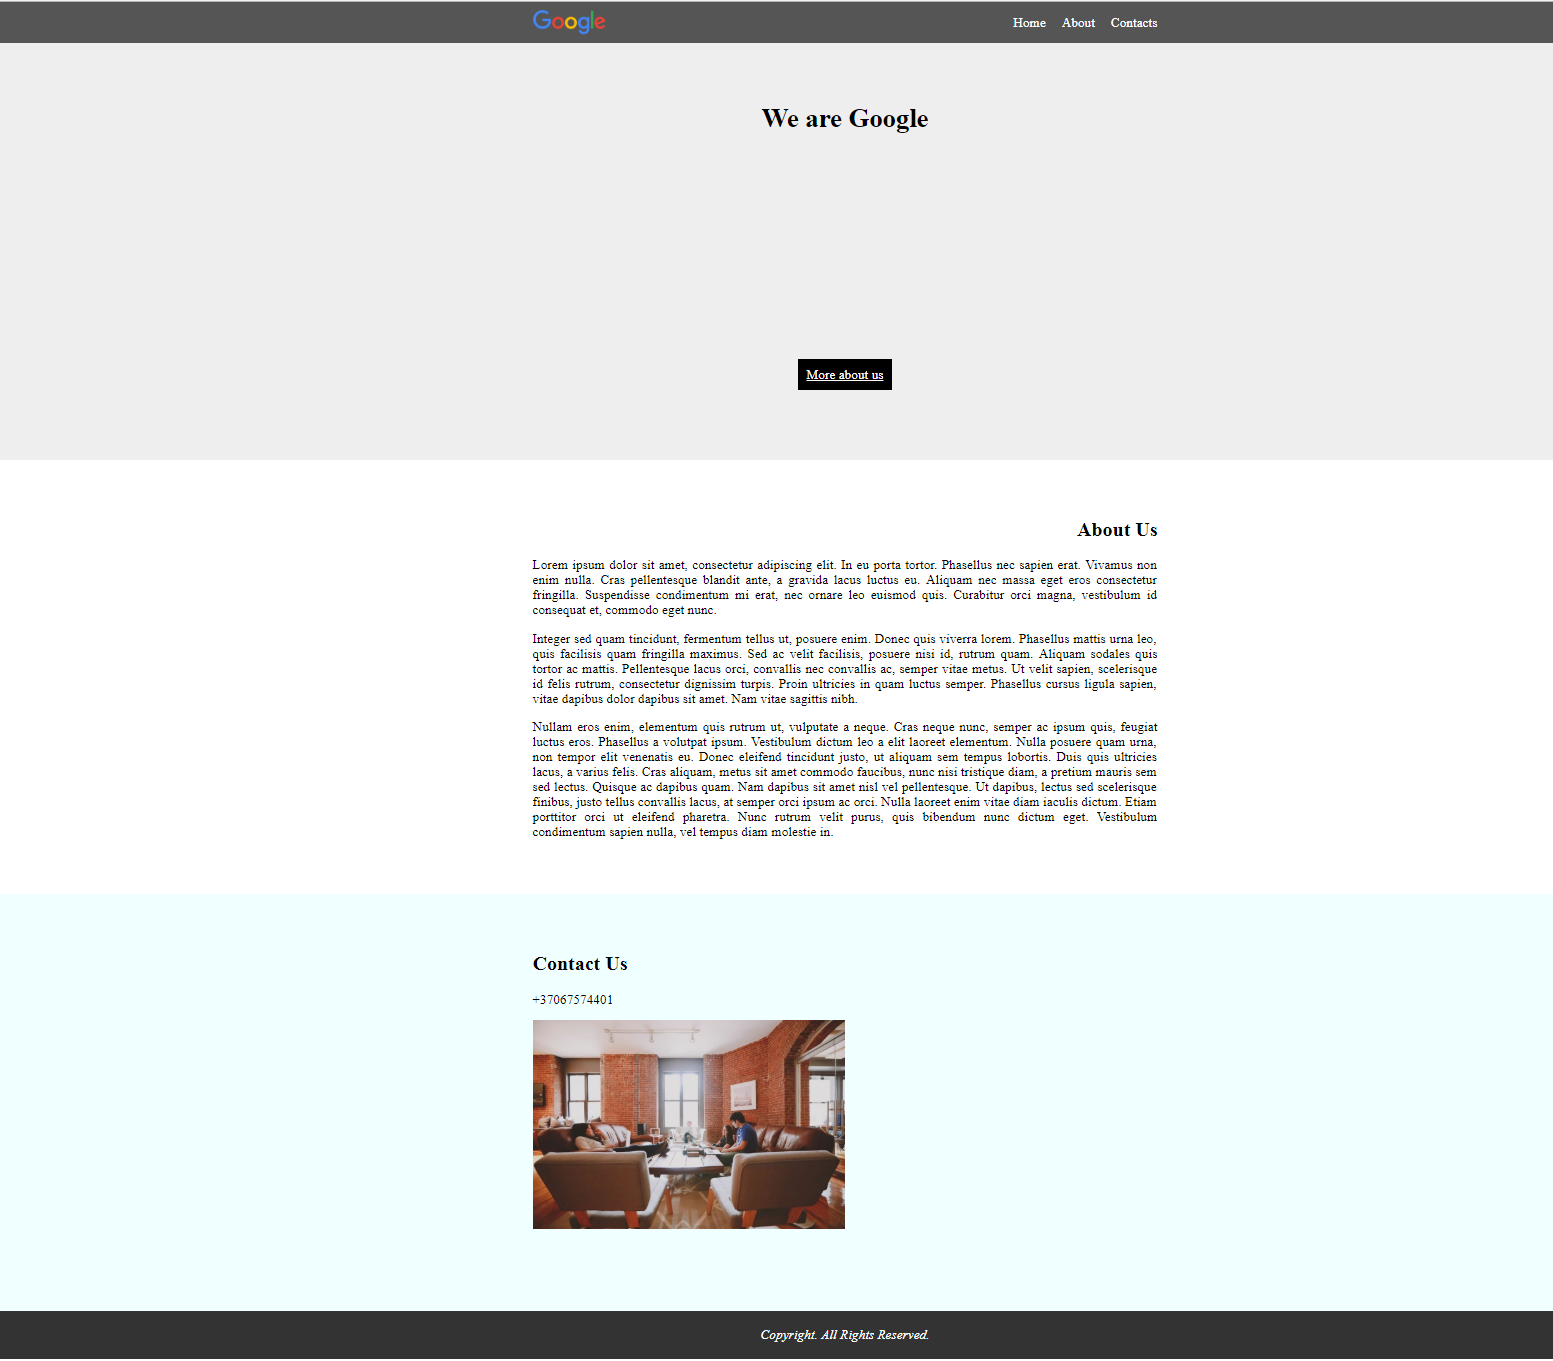 Google
Home About Contacts
We are Google
More about us
About Us
Lorem ipsum dolor sit amet, consectetur adipiscing elit. In eu porta tortor. Phasellus nec sapien erat. Vivamus non
enim nulla. Cras pellentesque blandit ante, a gravida lacus luctus eu. Aliquam nec massa eget eros consectetur
fringilla. Suspendisse condimentum mi erat, nec ornare leo euismod quis. Curabitur orci magna, vestibulum id
consequat et, commodo eget nunc.
Integer sed quam tincidunt, fermentum tellus ut, posuere enim. Donec quis viverra lorem. Phasellus mattis urna leo,
quis facilisis quam fringilla maximus. Sed ac velit facilisis, posuere nisi id, rutrum quam. Aliquam sodales quis
tortor ac mattis. Pellentesque lacus orci, convallis nec convallis ac, semper vitae metus. Ut velit sapien, scelerisque
id felis rutrum, consectetur dignissim turpis. Proin ultricies in quam luctus semper. Phasellus cursus ligula sapien,
vitae dapibus dolor dapibus sit amet. Nam vitae sagittis nibh.
Nullam eros enim, elementum quis rutrum ut, vulputate a neque. Cras neque nunc, semper ac ipsum quis, feugiat
luctus eros. Phasellus a volutpat ipsum. Vestibulum dictum leo a elit laoreet elementum. Nulla posuere quam urna,
non tempor elit venenatis eu. Donec eleifend tincidunt justo, ut aliquam sem tempus lobortis. Duis quis ultricies
lacus, a varius felis. Cras aliquam, metus sit amet commodo faucibus, nunc nisi tristique diam, a pretium mauris sem
sed lectus. Quisque ac dapibus quam. Nam dapibus sit amet nisl vel pellentesque. Ut dapibus, lectus sed scelerisque
finibus, justo tellus convallis lacus, at semper orci ipsum ac orci. Nulla laoreet enim vitae diam iaculis dictum. Etiam
porttitor orci ut eleifend pharetra. Nunc rutrum velit purus, quis bibendum nunc dictum eget. Vestibulum
condimentum sapien nulla, vel tempus diam molestie in.
Contact Us
+37067574401
Copyright. All Rights Reserved.